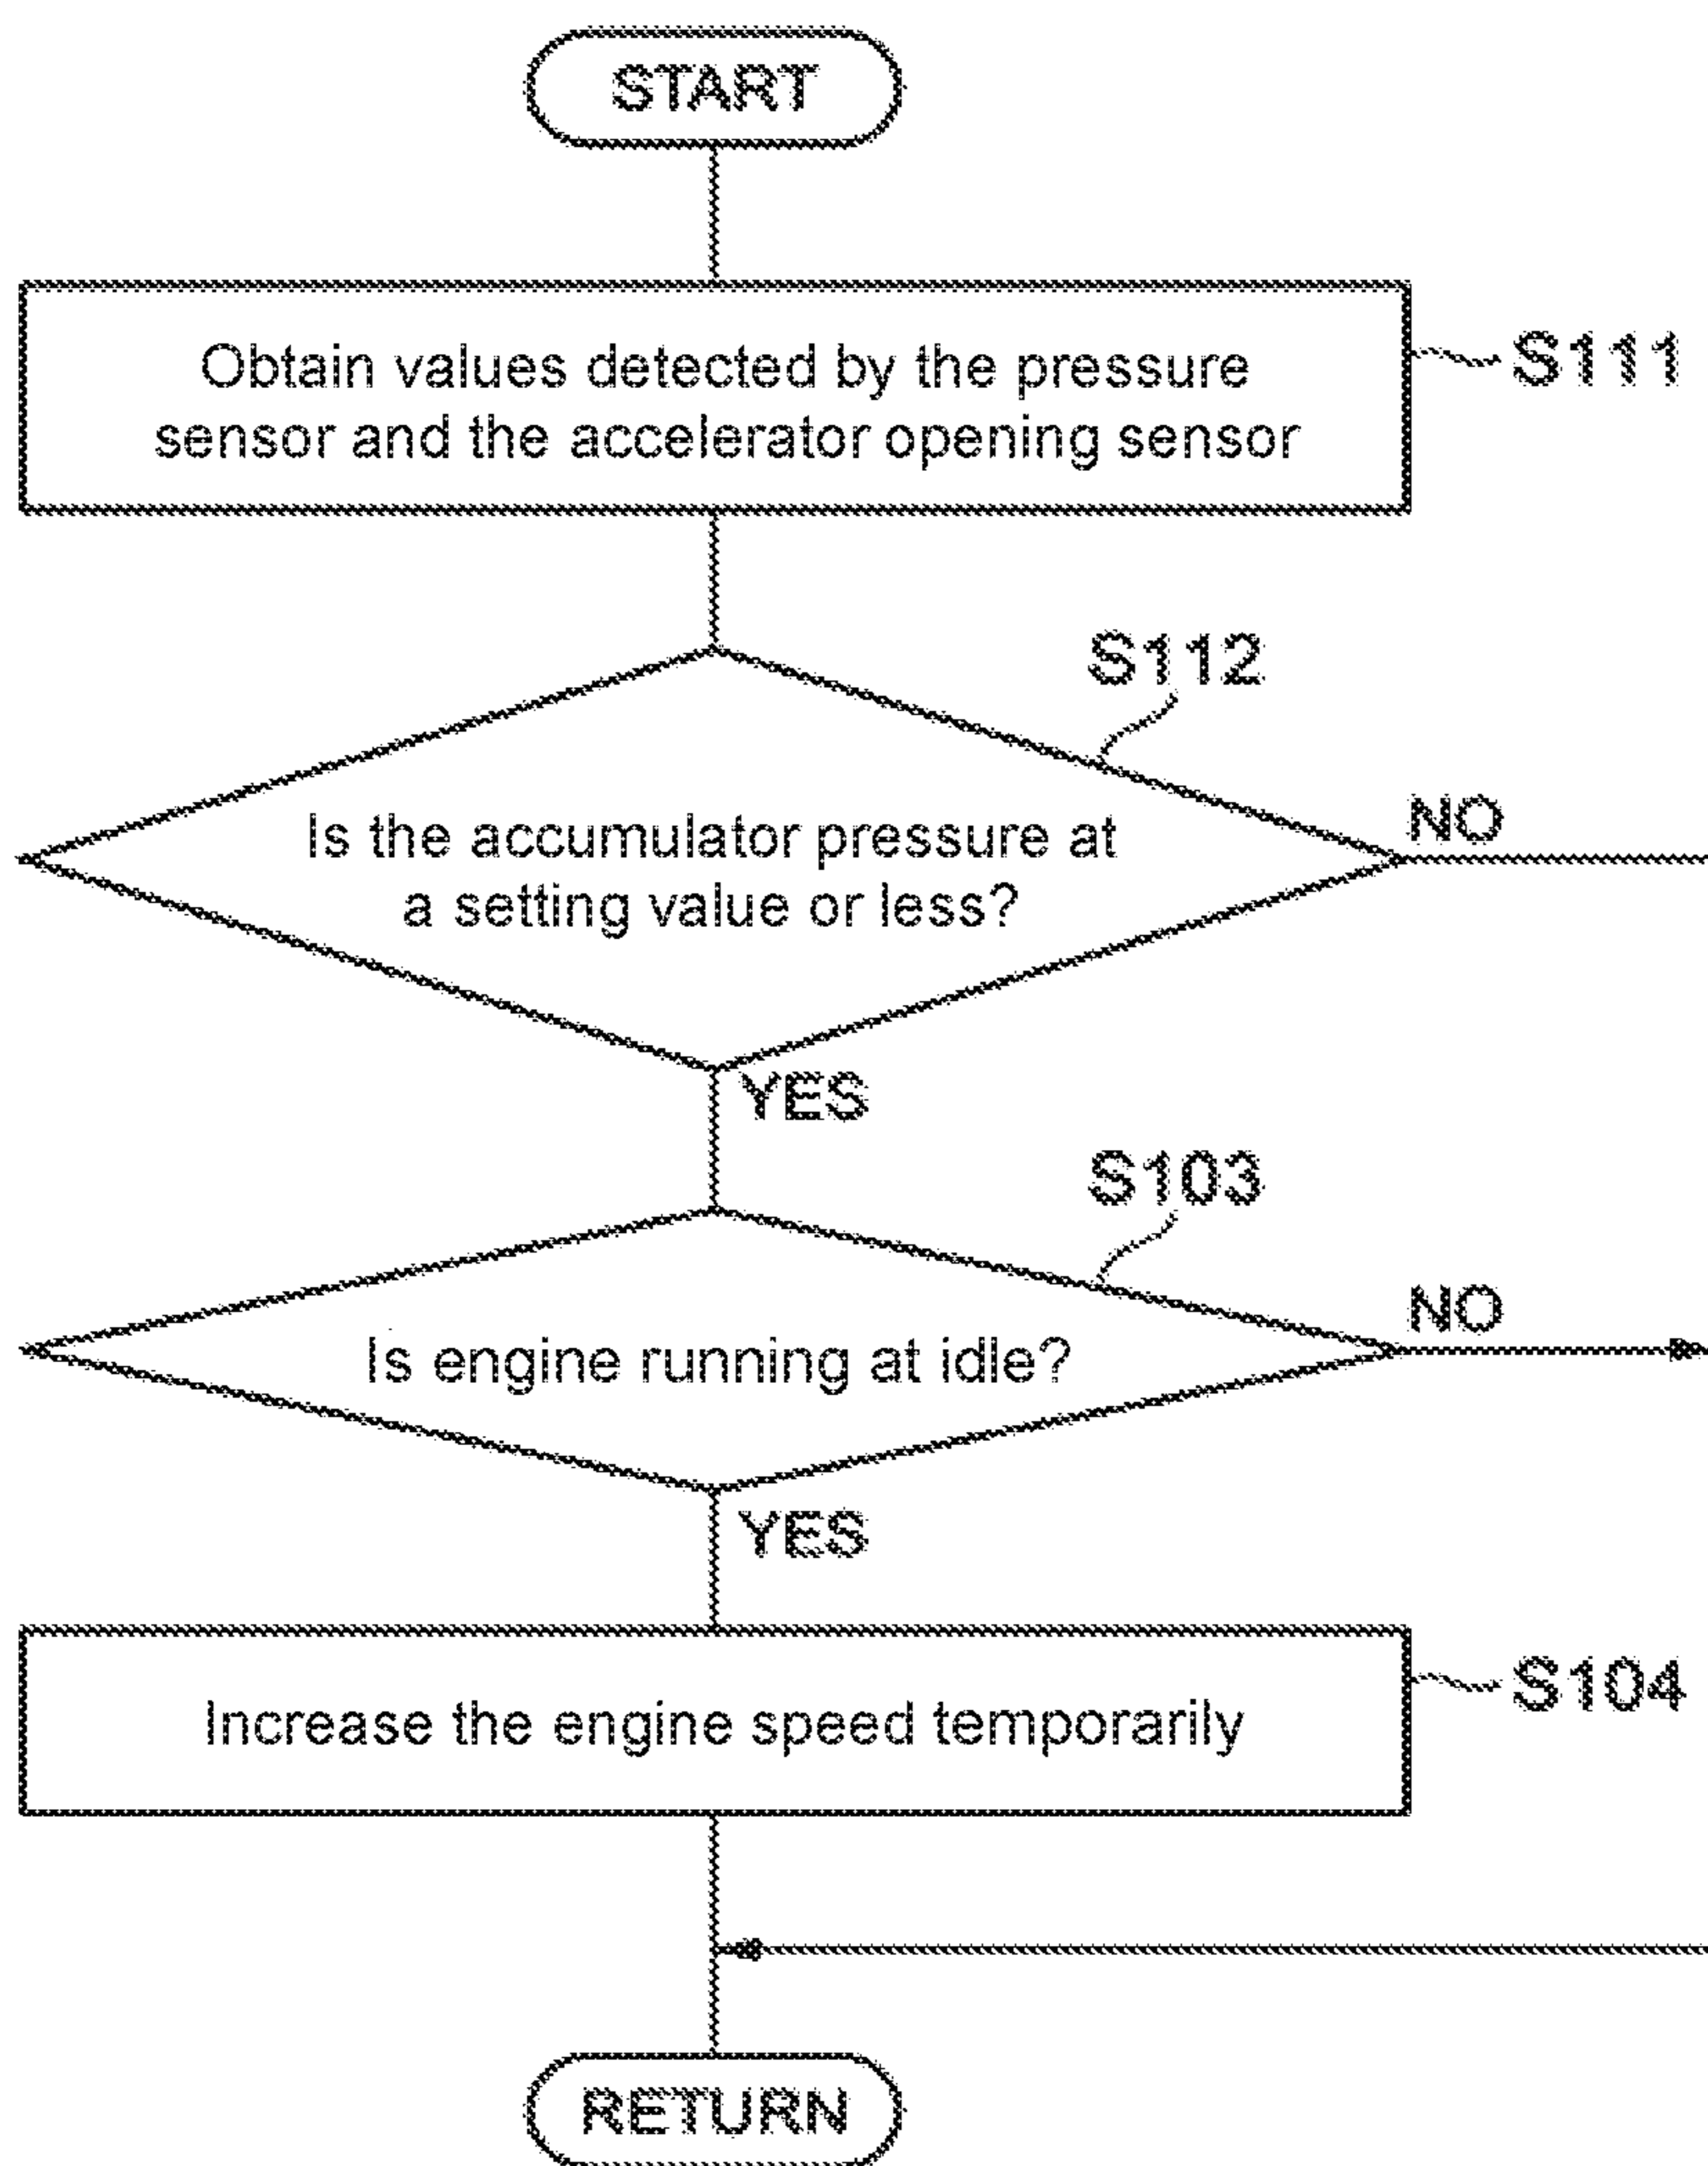 START
Obtain values detected by the pressure
sensor and the accelerator opening sensor
S111
S112
Is the accumulator pressure at
a setting value or less?
NO
YES
S103
Is engine running at idle?
NO
YES
Increase the engine speed temporarily
S104
RETURN